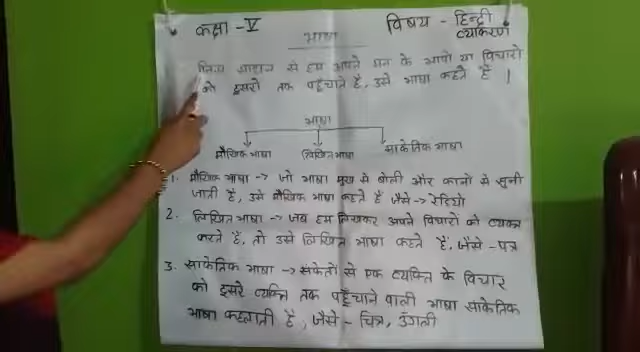 कक्षा -V
विषय - हिन्दी
व्याकरण
भाषा
जिस माध्यम से हम अपने मन के भावों या विचारो
को दूसरो तक पहुँचाते है, उसे भाषा कहते है |
भाषा
मौखिक भाषा लिखित भाषा सांकेतिक भाषा
1. मौखिक भाषा → जो भाषा मुख से बोली और कानो से सुनी
जाती है, उसे मौखिक भाषा कहते है जैसे → रेडियो
2. लिखित भाषा → जब हम लिखकर अपने विचारों को व्यक्त
करते है, तो उसे लिखित भाषा कहते है, जैसे - पत्र
3. सांकेतिक भाषा → संकेतों से एक व्यक्ति के विचार
को दूसरे व्यक्ति तक पहुँचाने वाली भाषा सांकेतिक
भाषा कहलाती है, जैसे - चित्र, उँगली